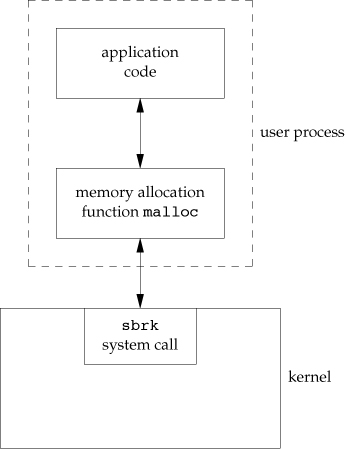 application
code
user process
memory allocation
function malloc
sbrk
system call
kernel